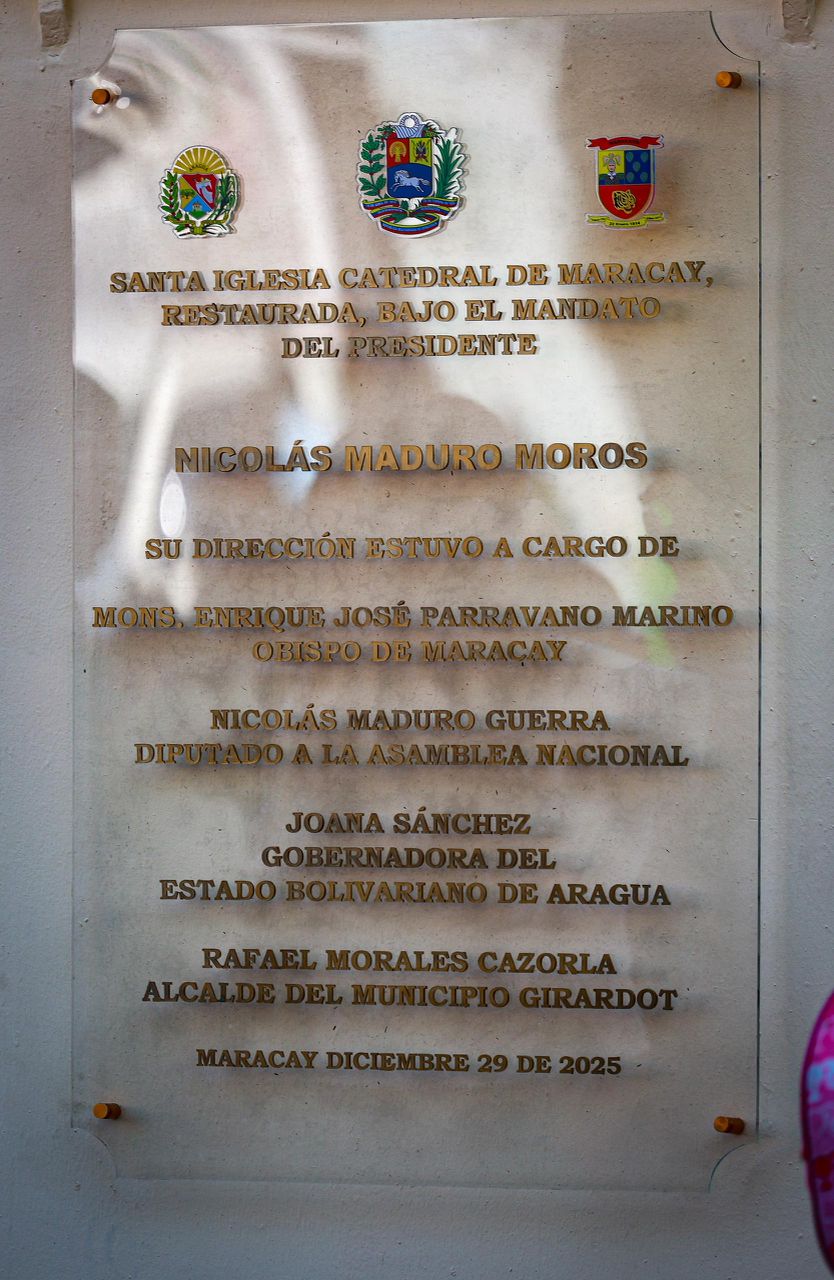 SANTA IGLESIA CATEDRAL DE MARACAY,
RESTAURADA, BAJO EL MANDATO
DEL PRESIDENTE
NICOLÁS MADURO MOROS
SU DIRECCIÓN ESTUVO A CARGO DE
MONS. ENRIQUE JOSÉ PARRAVANO MARINO
OBISPO DE MARACAY
NICOLÁS MADURO GUERRA
DIPUTADO A LA ASAMBLEA NACIONAL
JOANA SÁNCHEZ
GOBERNADORA DEL
ESTADO BOLIVARIANO DE ARAGUA
RAFAEL MORALES CAZORLA
ALCALDE DEL MUNICIPIO GIRARDOT
MARACAY DICIEMBRE 29 DE 2025